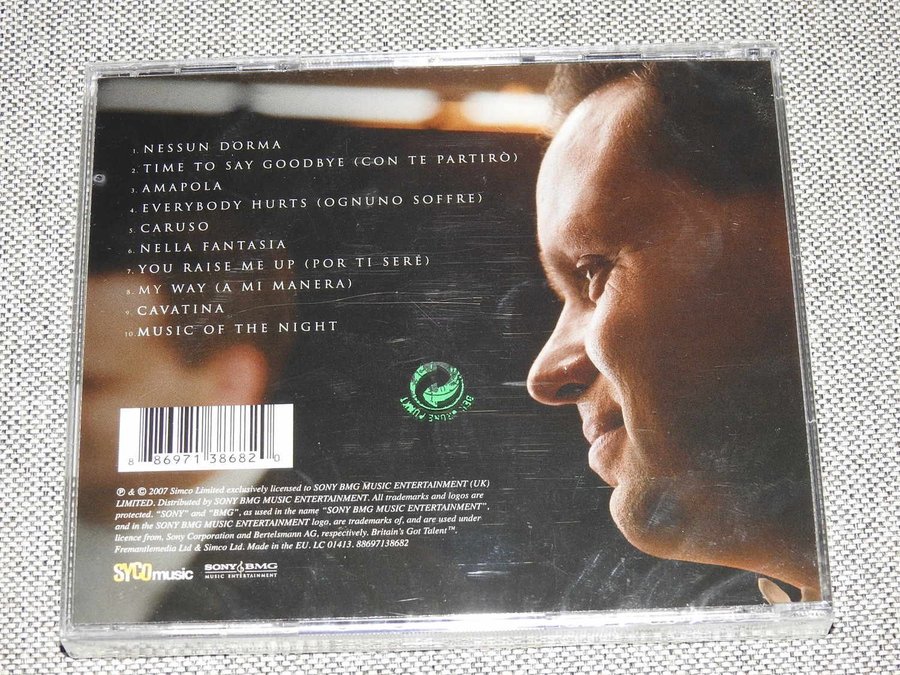 1. NESSUN DORMA
2. TIME TO SAY GOODBYE (CON TE PARTIRÒ)
3. AMAPOLA
4. EVERYBODY HURTS (OGNUNO SOFFRE)
5. CARUSO
6. NELLA FANTASIA
7. YOU RAISE ME UP (POR TI SERÉ)
8. MY WAY (A MI MANERA)
9. CAVATINA
10. MUSIC OF THE NIGHT
8 86971 38682 0
℗ & © 2007 Simco Limited exclusively licensed to SONY BMG MUSIC ENTERTAINMENT (UK)
LIMITED. Distributed by SONY BMG MUSIC ENTERTAINMENT. All trademarks and logos are
protected. "SONY" and "BMG", as used in the name "SONY BMG MUSIC ENTERTAINMENT",
and in the SONY BMG MUSIC ENTERTAINMENT logo, are trademarks of, and are used under
licence from, Sony Corporation and Bertelsmann AG, respectively. Britain's Got Talent™.
Fremantlemedia Ltd & Simco Ltd. Made in the EU. LC 01413. 88697138682
SYCOmusic
SONY BMG
MUSIC ENTERTAINMENT